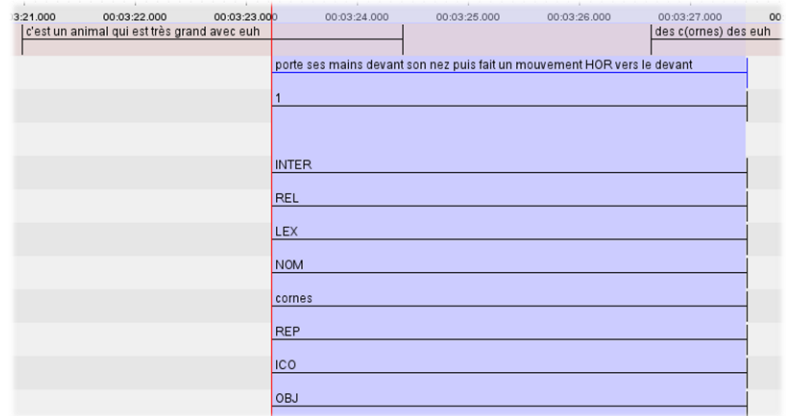 3:21.000 00:03:22.000 00:03:23.000 00:03:24.000 00:03:25.000 00:03:26.000 00:03:27.000 00
c'est un animal qui est très grand avec euh des c(ornes) des euh
porte ses mains devant son nez puis fait un mouvement HOR vers le devant
1
INTER
REL
LEX
NOM
cornes
REP
ICO
OBJ